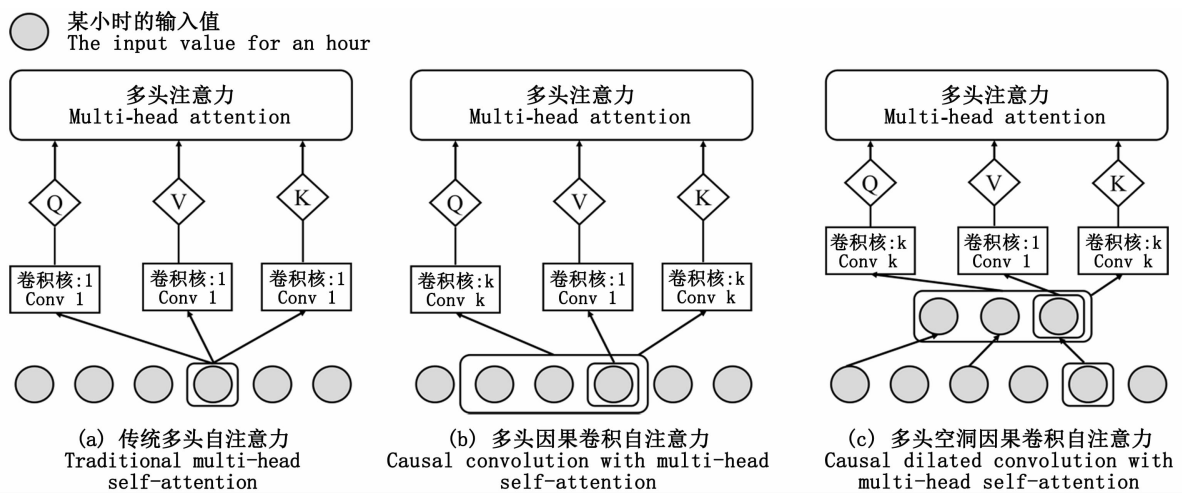 某小时的输入值
The input value for an hour
多头注意力
Multi-head attention
Q
V
K
卷积核:1
Conv 1
卷积核:1
Conv 1
卷积核:1
Conv 1
(a) 传统多头自注意力
Traditional multi-head
self-attention
多头注意力
Multi-head attention
Q
V
K
卷积核:k
Conv k
卷积核:1
Conv 1
卷积核:k
Conv k
(b) 多头因果卷积自注意力
Causal convolution with multi-head
self-attention
多头注意力
Multi-head attention
Q
V
K
卷积核:k
Conv k
卷积核:1
Conv 1
卷积核:k
Conv k
(c) 多头空洞因果卷积自注意力
Causal dilated convolution with
multi-head self-attention